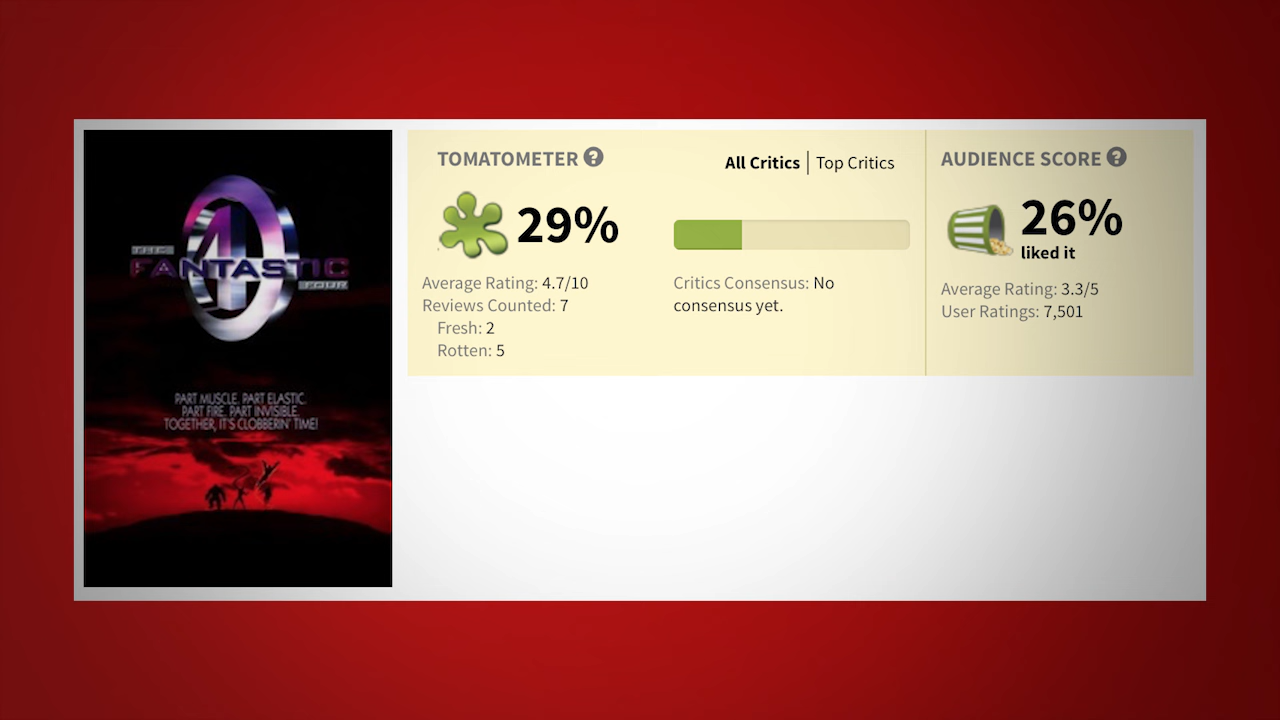 THE
FANTASTIC
FOUR
4
PART MUSCLE. PART ELASTIC.
PART FIRE. PART INVISIBLE.
TOGETHER, IT'S CLOBBERIN' TIME!
TOMATOMETER ?
All Critics | Top Critics
29%
Average Rating: 4.7/10
Reviews Counted: 7
Fresh: 2
Rotten: 5
Critics Consensus: No
consensus yet.
AUDIENCE SCORE ?
26%
liked it
Average Rating: 3.3/5
User Ratings: 7,501